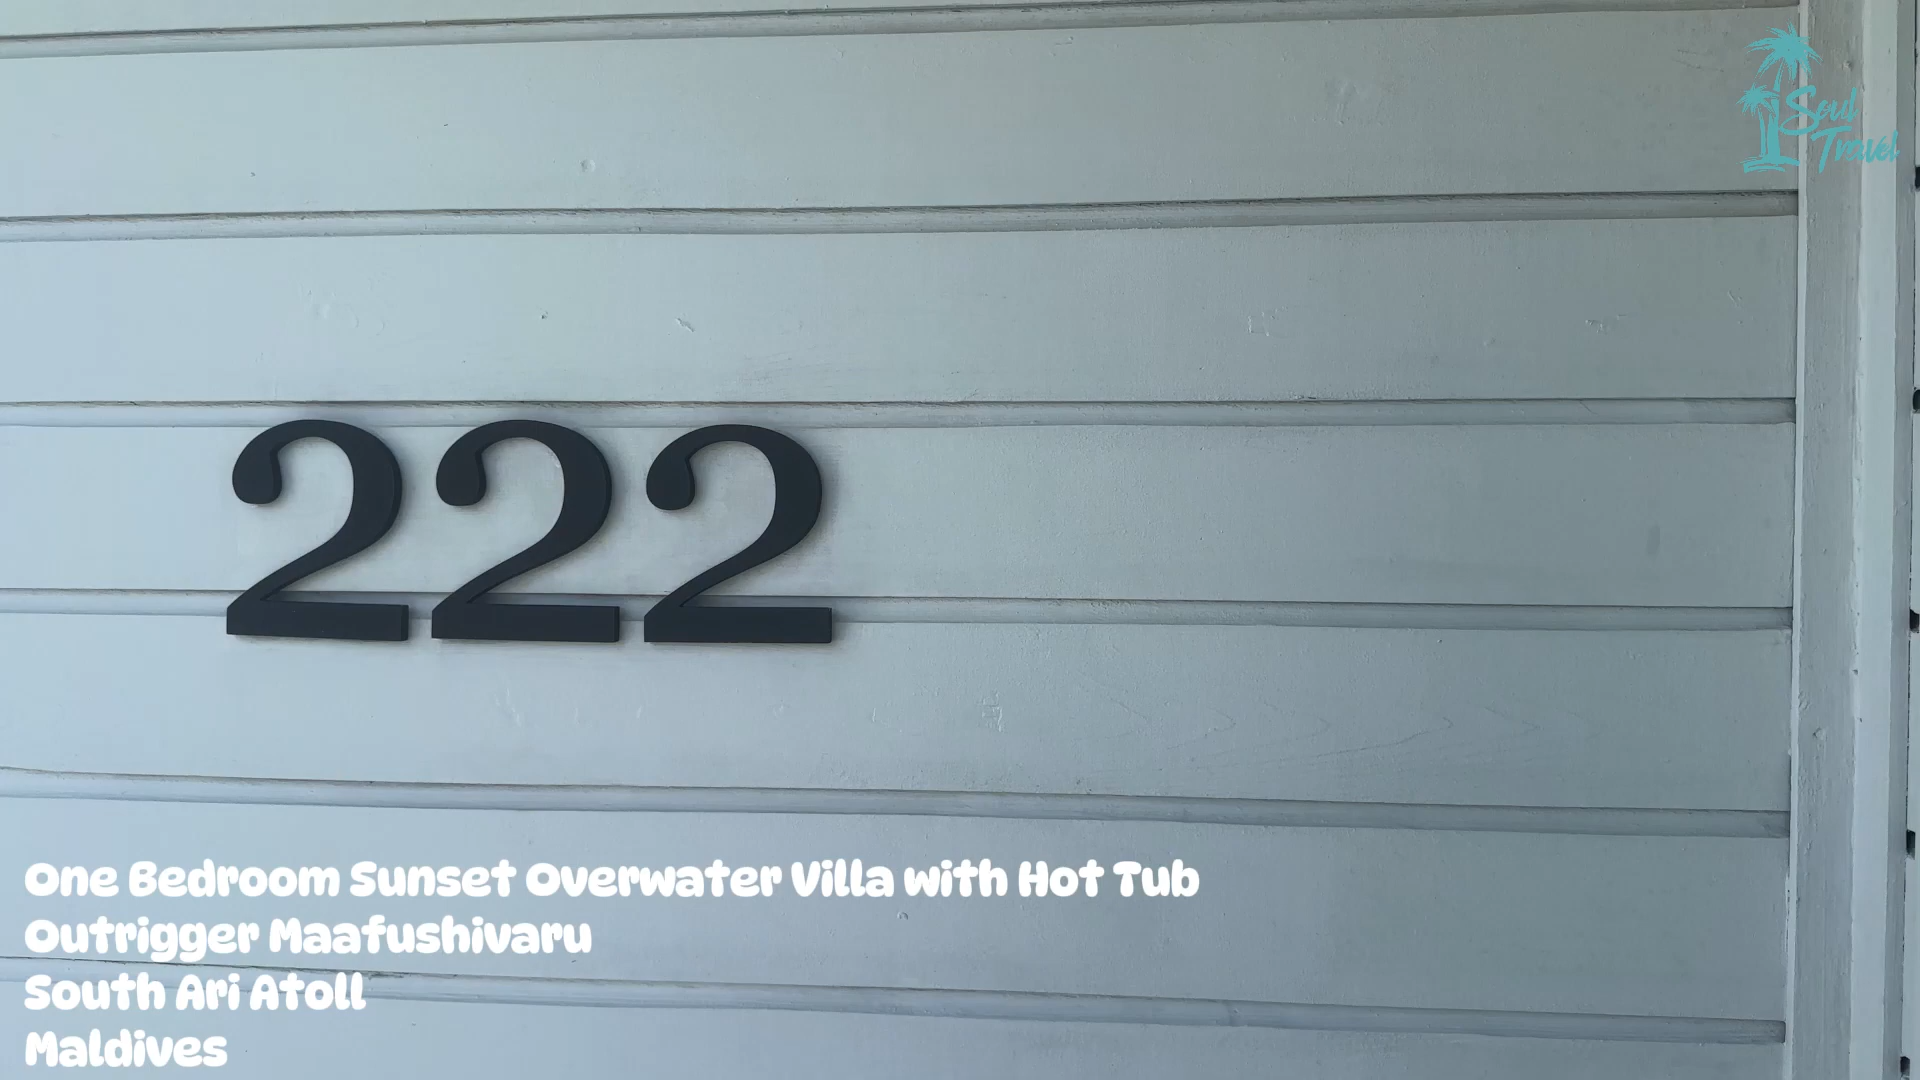 Soul
Travel
222
One Bedroom Sunset Overwater Villa with Hot Tub
Outrigger Maafushivaru
South Ari Atoll
Maldives